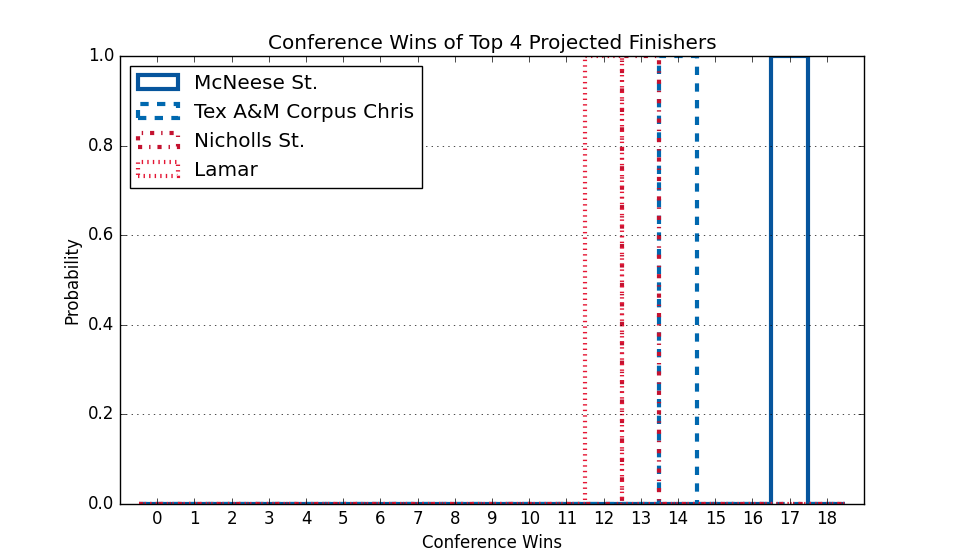 Conference Wins of Top 4 Projected Finishers
1.0
0.8
0.6
0.4
0.2
0.0
Probability
McNeese St.
Tex A&M Corpus Chris
Nicholls St.
Lamar
0 1 2 3 4 5 6 7 8 9 10 11 12 13 14 15 16 17 18
Conference Wins